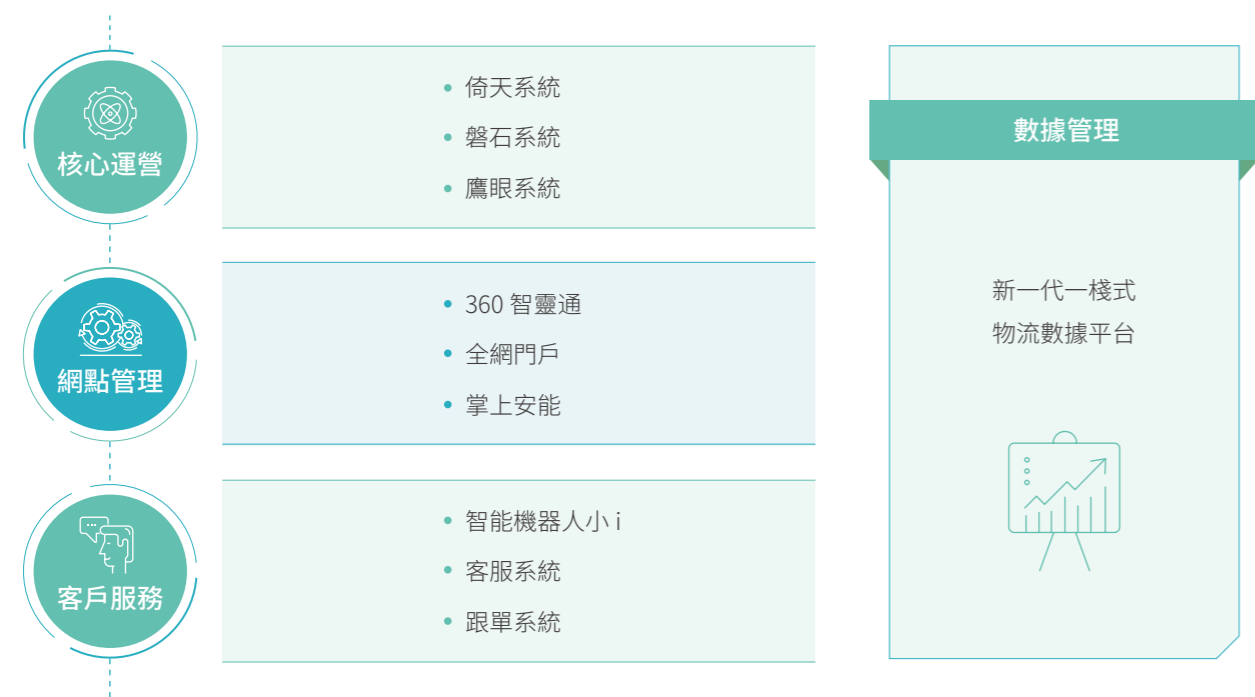 核心運營
倚天系統
磐石系統
鷹眼系統
網點管理
360 智靈通
全網門戶
掌上安能
客戶服務
智能機器人小 i
客服系統
跟單系統
數據管理
新一代一棧式
物流數據平台